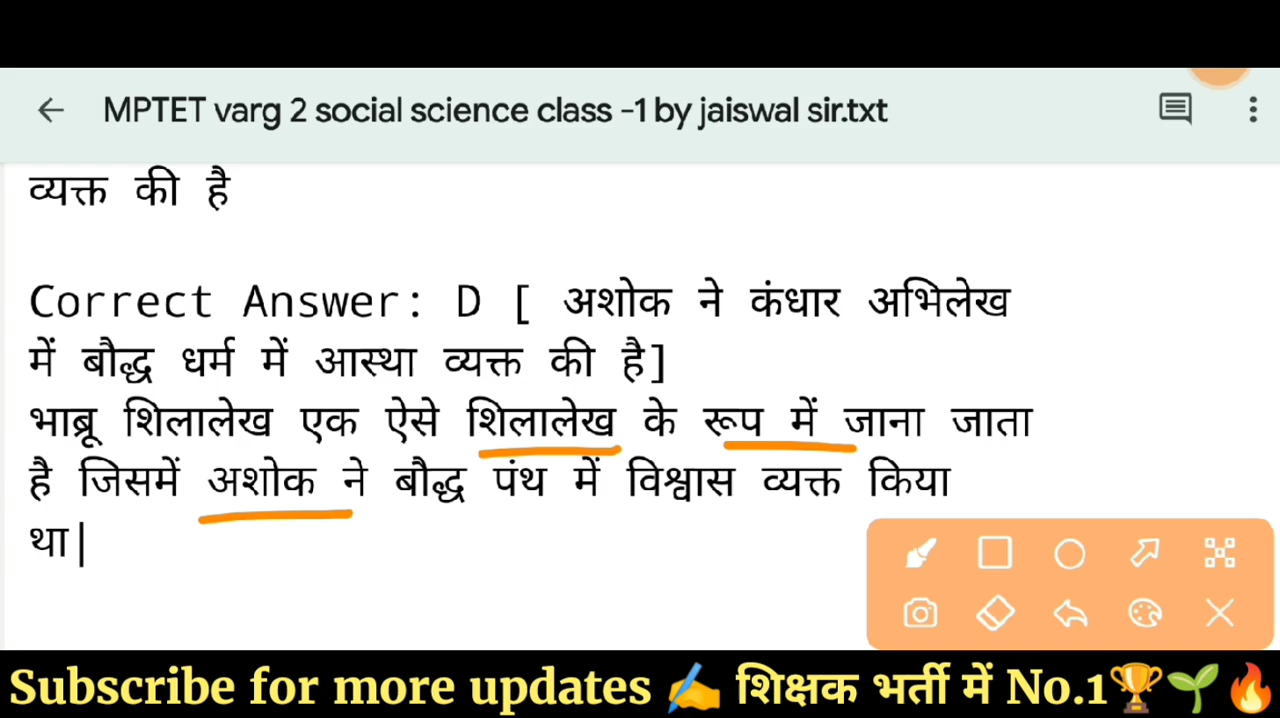 MPTET varg 2 social science class -1 by jaiswal sir.txt
व्यक्त की है
Correct Answer: D [ अशोक ने कंधार अभिलेख
में बौद्ध धर्म में आस्था व्यक्त की है]
भाब्रू शिलालेख एक ऐसे शिलालेख के रूप में जाना जाता
है जिसमें अशोक ने बौद्ध पंथ में विश्वास व्यक्त किया
था|
Subscribe for more updates ✍️ शिक्षक भर्ती में No.1🏆🌱🔥